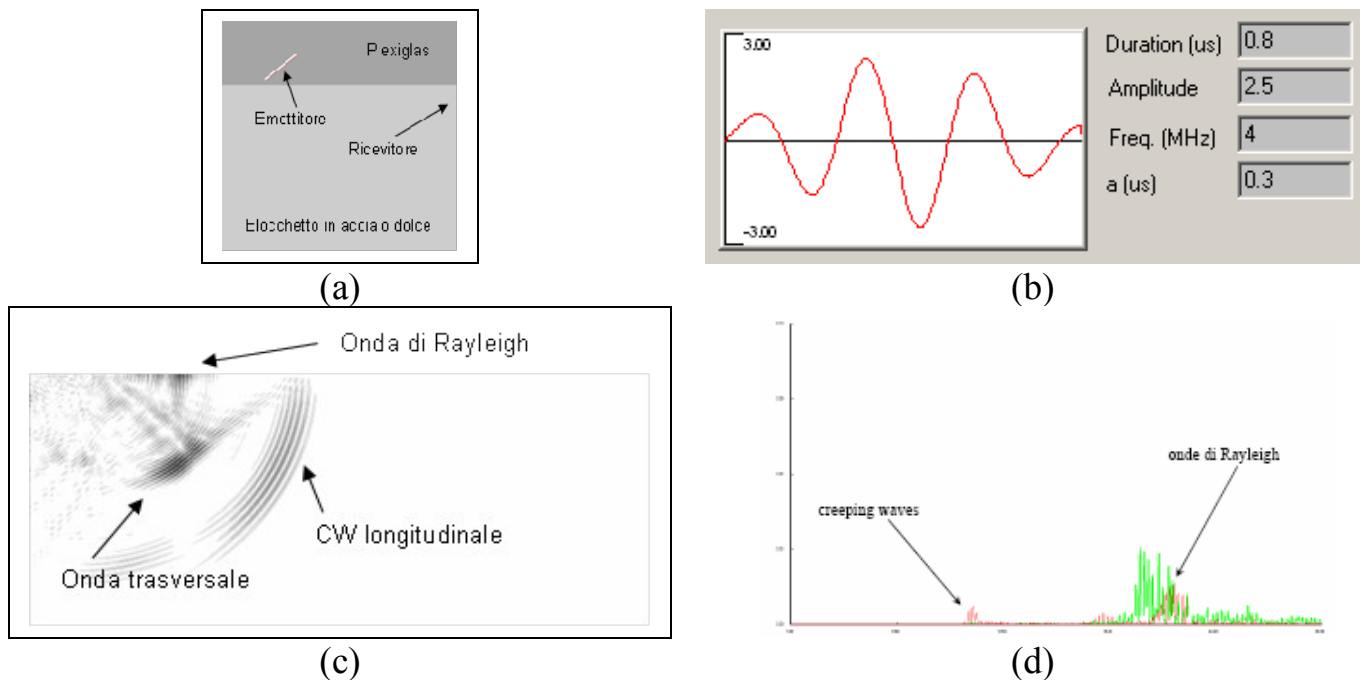 Plexiglas
Emettitore
Ricevitore
Blocchetto in acciaio dolce
(a)
3.00
-3.00
Duration (us) 0.8
Amplitude 2.5
Freq. (MHz) 4
a (us) 0.3
(b)
Onda di Rayleigh
CW longitudinale
Onda trasversale
(c)
onde di Rayleigh
creeping waves
(d)